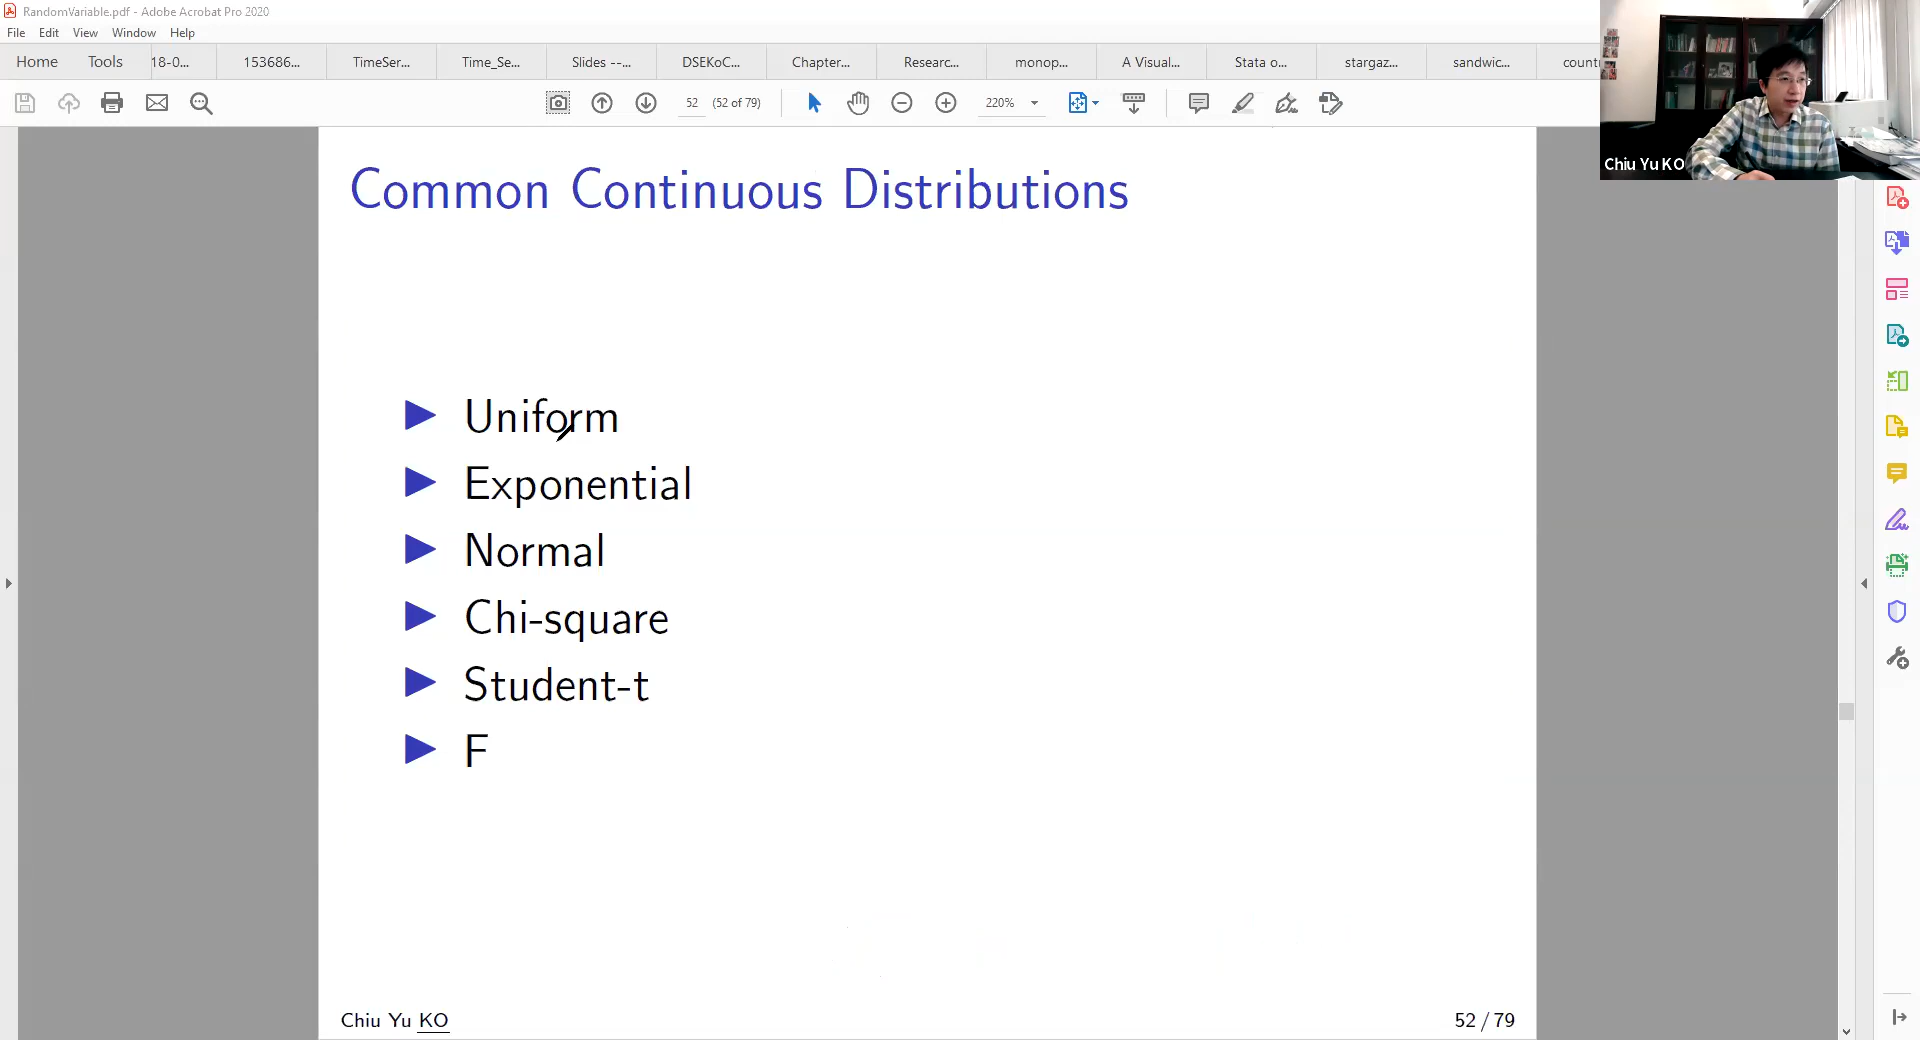 RandomVariable.pdf - Adobe Acrobat Pro 2020
File Edit View Window Help
Home Tools 18-0... 153686... TimeSer... Time_Se... Slides --... DSEKoC... Chapter... Researc... monop... A Visual... Stata o... stargaz... sandwic... count
52 (52 of 79) 220%
Chiu Yu KO
Common Continuous Distributions
Uniform
Exponential
Normal
Chi-square
Student-t
F
Chiu Yu KO 52 / 79